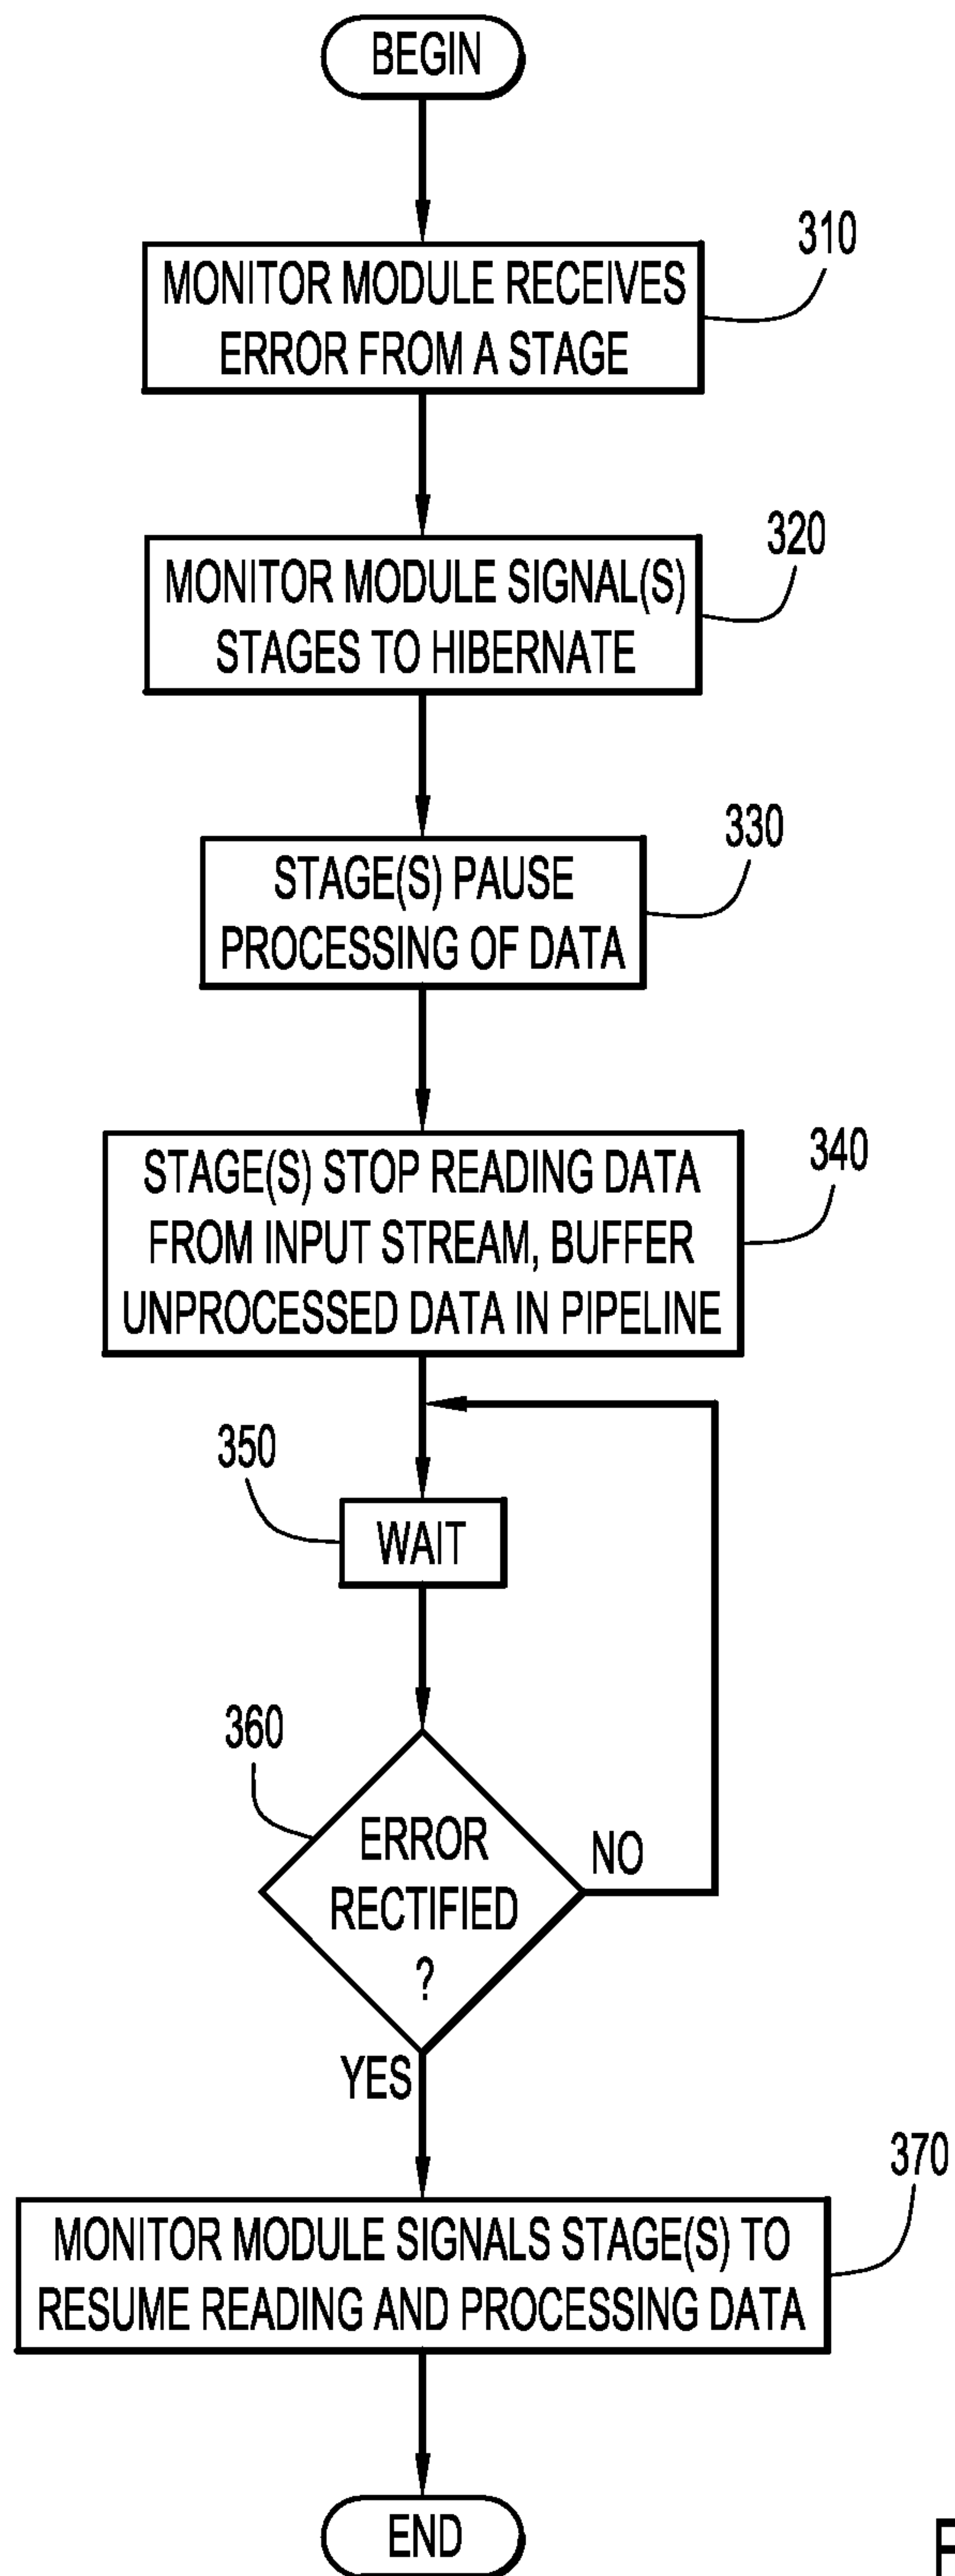 BEGIN
310
MONITOR MODULE RECEIVES
ERROR FROM A STAGE
320
MONITOR MODULE SIGNAL(S)
STAGES TO HIBERNATE
330
STAGE(S) PAUSE
PROCESSING OF DATA
340
STAGE(S) STOP READING DATA
FROM INPUT STREAM, BUFFER
UNPROCESSED DATA IN PIPELINE
350
WAIT
360
ERROR
RECTIFIED
?
NO
YES
370
MONITOR MODULE SIGNALS STAGE(S) TO
RESUME READING AND PROCESSING DATA
END